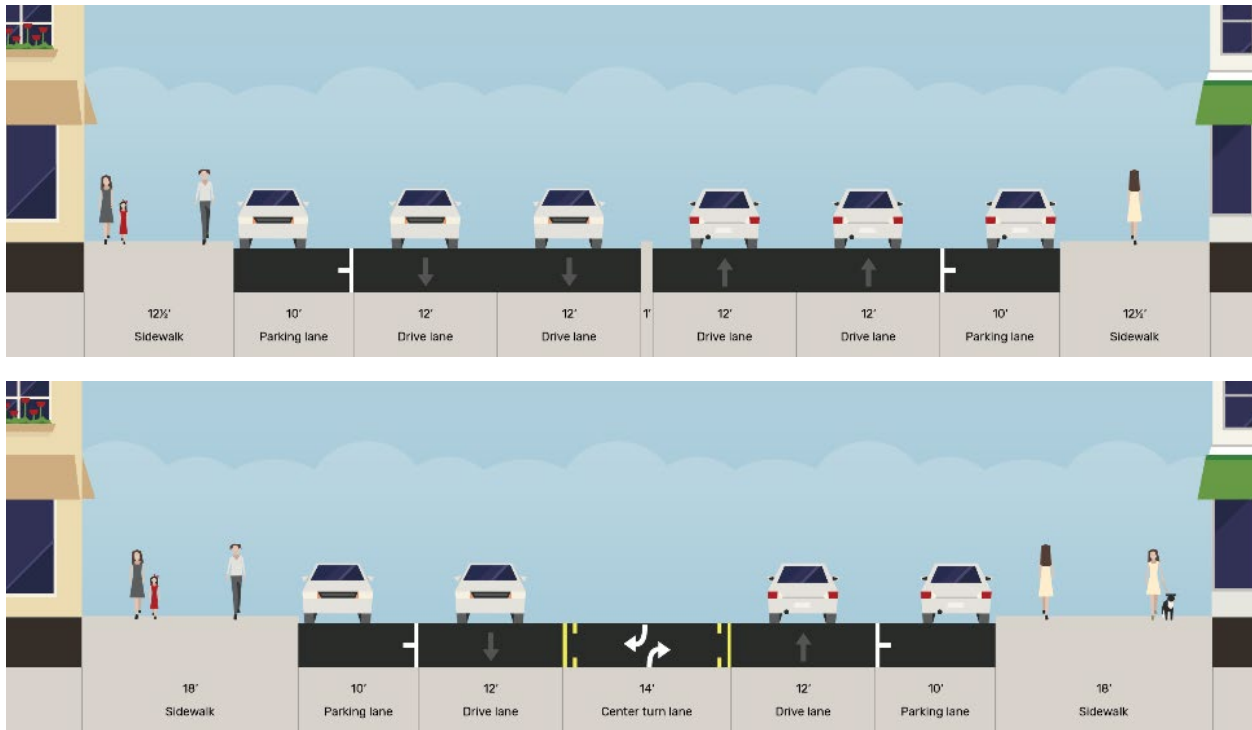 12½′ 10′ 12′ 12′ 1′ 12′ 12′ 10′ 12½′
Sidewalk Parking lane Drive lane Drive lane Drive lane Drive lane Parking lane Sidewalk
18′ 10′ 12′ 14′ 12′ 10′ 18′
Sidewalk Parking lane Drive lane Center turn lane Drive lane Parking lane Sidewalk